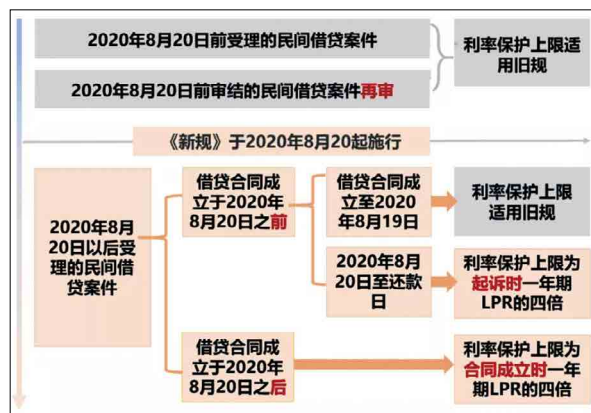 2020年8月20日前受理的民间借贷案件
2020年8月20日前审结的民间借贷案件再审
利率保护上限适
用旧规
《新规》于2020年8月20起施行
2020年8月
20日以后受
理的民间借
贷案件
借贷合同成
立于2020年
8月20日之前
借贷合同成
立至2020
年8月19日
利率保护上限
适用旧规
2020年8月
20日至还款
日
利率保护上限为
起诉时一年期
LPR的四倍
借贷合同成
立于2020年
8月20日之后
利率保护上限为
合同成立时一年
期LPR的四倍